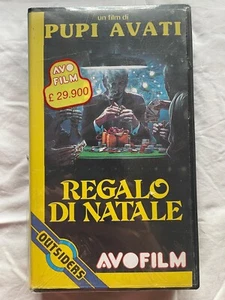 un film di
PUPI AVATI
AVO
FILM
£ 29,900
REGALO
DI NATALE
OUTSIDERS
AVOFILM